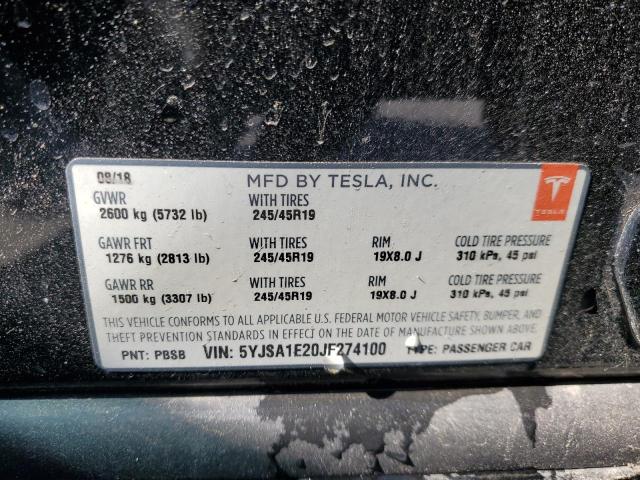 08/18 MFD BY TESLA, INC.
GVWR WITH TIRES
2600 kg (5732 lb) 245/45R19
TESLA
GAWR FRT WITH TIRES RIM COLD TIRE PRESSURE
1276 kg (2813 lb) 245/45R19 19X8.0 J 310 kPa, 45 psi
GAWR RR WITH TIRES RIM COLD TIRE PRESSURE
1500 kg (3307 lb) 245/45R19 19X8.0 J 310 kPa, 45 psi
THIS VEHICLE CONFORMS TO ALL APPLICABLE U.S. FEDERAL MOTOR VEHICLE SAFETY, BUMPER, AND
THEFT PREVENTION STANDARDS IN EFFECT ON THE DATE OF MANUFACTURE SHOWN ABOVE.
PNT: PBSB VIN: 5YJSA1E20JF274100 TYPE: PASSENGER CAR